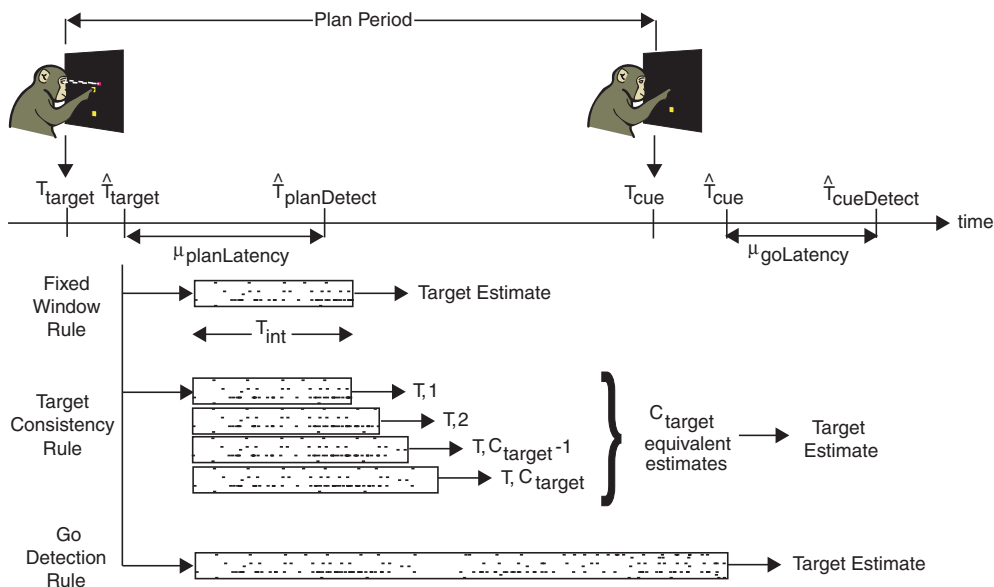 Plan Period
T_target
T̂_target
T̂_planDetect
T_cue
T̂_cue
T̂_cueDetect
time
μ_planLatency
μ_goLatency
Fixed
Window
Rule
Target Estimate
T_int
Target
Consistency
Rule
T,1
T,2
T,C_target-1
T,C_target
C_target
equivalent
estimates
Target
Estimate
Go
Detection
Rule
Target Estimate